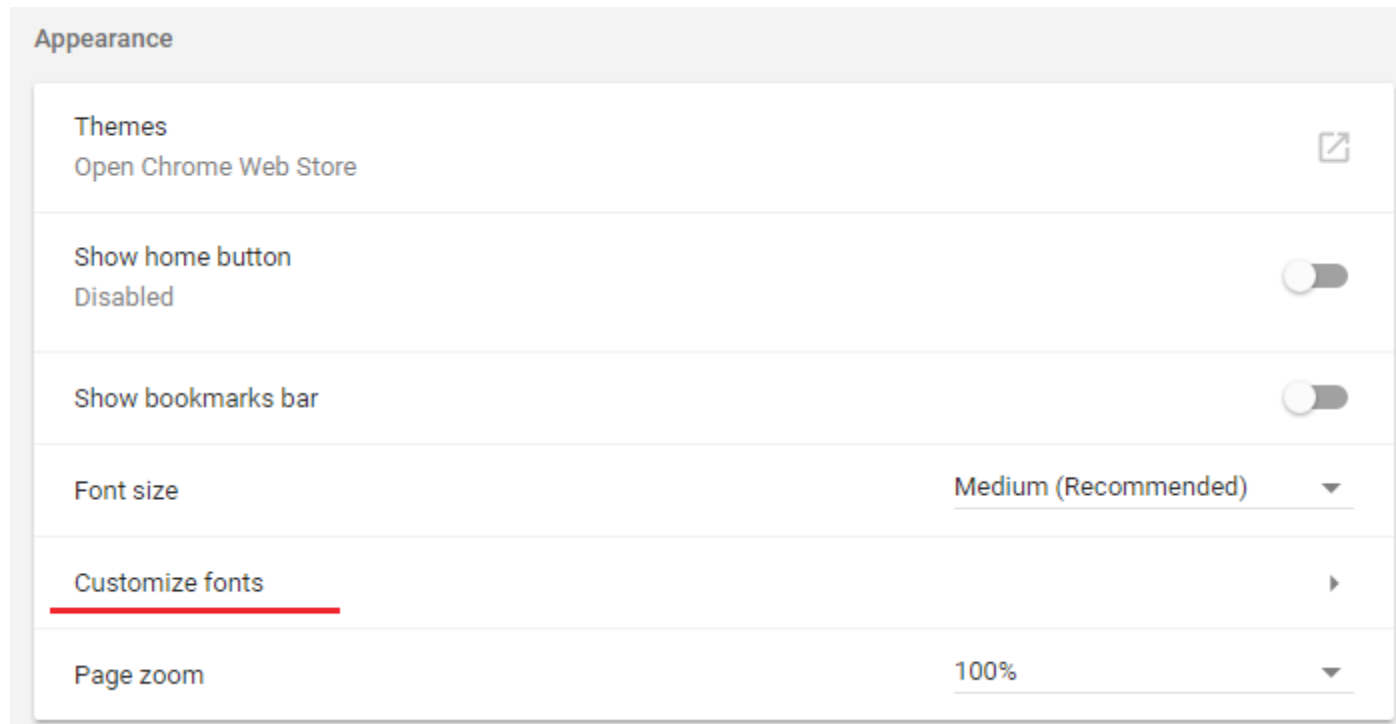 Appearance
Themes
Open Chrome Web Store
Show home button
Disabled
Show bookmarks bar
Font size
Medium (Recommended)
Customize fonts
Page zoom
100%